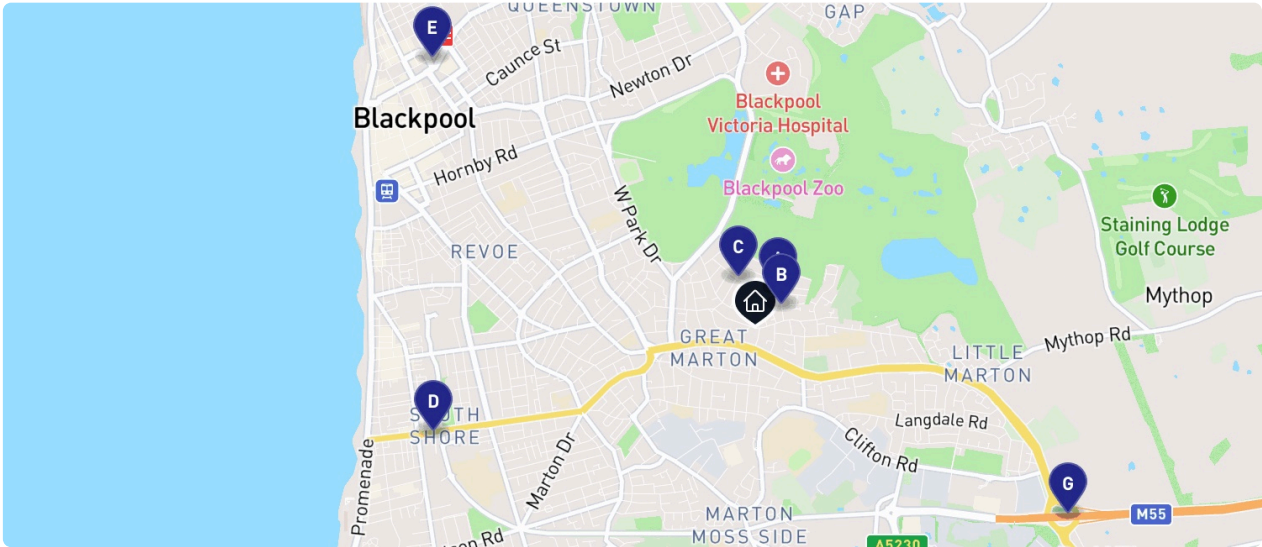 QUEENSTOWN
GAP
E
Caunce St
Newton Dr
Blackpool
Victoria Hospital
Blackpool
Hornby Rd
Blackpool Zoo
W Park Dr
Staining Lodge
Golf Course
REVOE
C
B
Mythop
GREAT
MARTON
Mythop Rd
LITTLE
MARTON
D
SOUTH
SHORE
Langdale Rd
Promenade
Marton Dr
Clifton Rd
G
M55
MARTON
MOSS SIDE
A5230
Rd